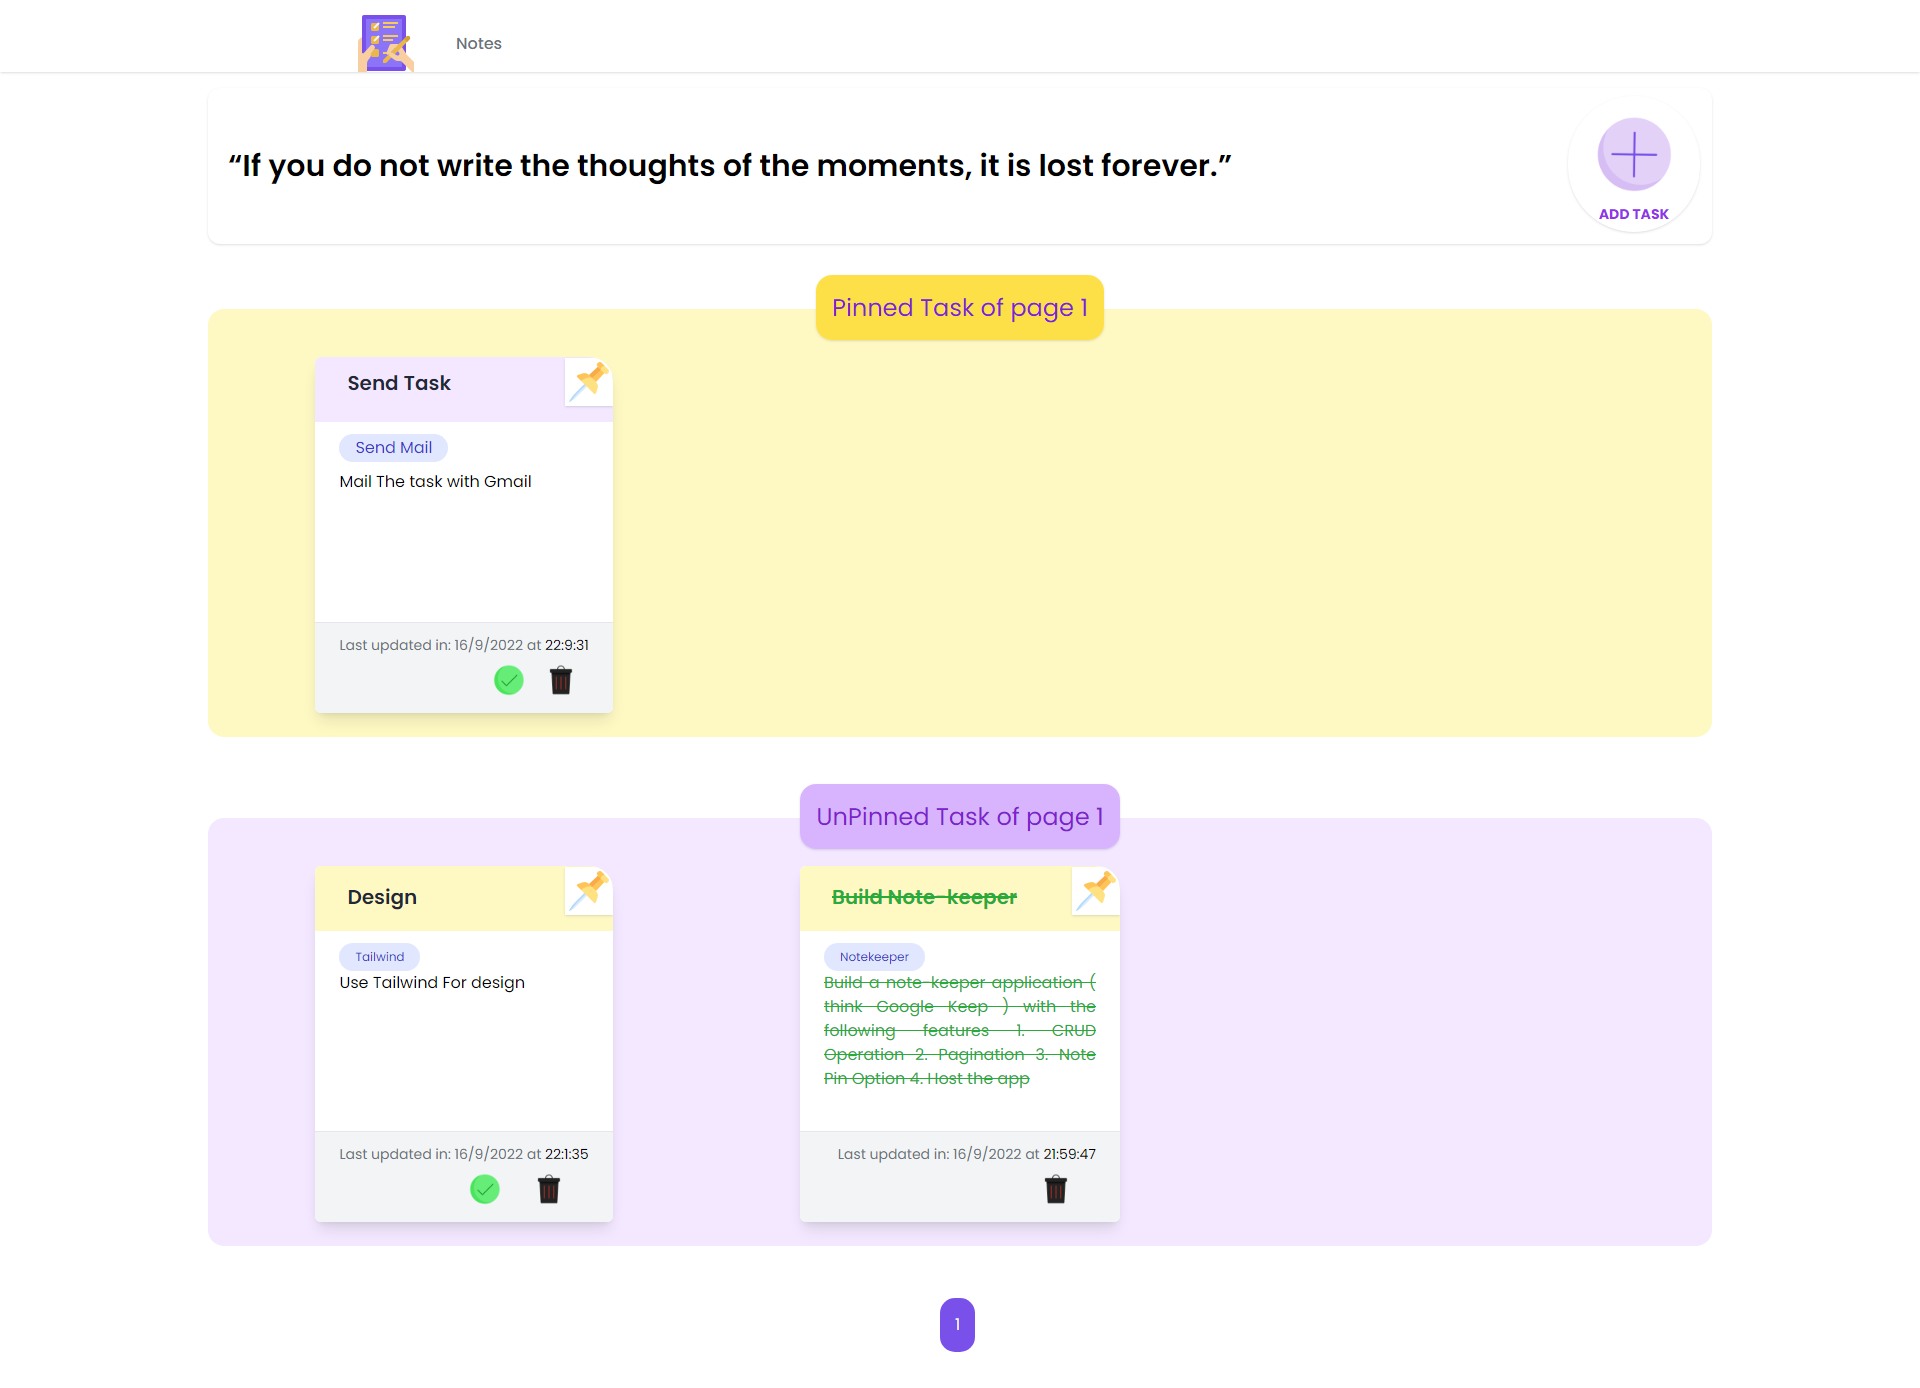 Notes
“If you do not write the thoughts of the moments, it is lost forever.”
ADD TASK
Pinned Task of page 1
Send Task
Send Mail
Mail The task with Gmail
Last updated in: 16/9/2022 at 22:9:31
UnPinned Task of page 1
Design
Tailwind
Use Tailwind For design
Last updated in: 16/9/2022 at 22:1:35
Build Note-keeper
Notekeeper
Build a note-keeper application (
think Google Keep ) with the
following features 1. CRUD
Operation 2. Pagination 3. Note
Pin Option 4. Host the app
Last updated in: 16/9/2022 at 21:59:47
1